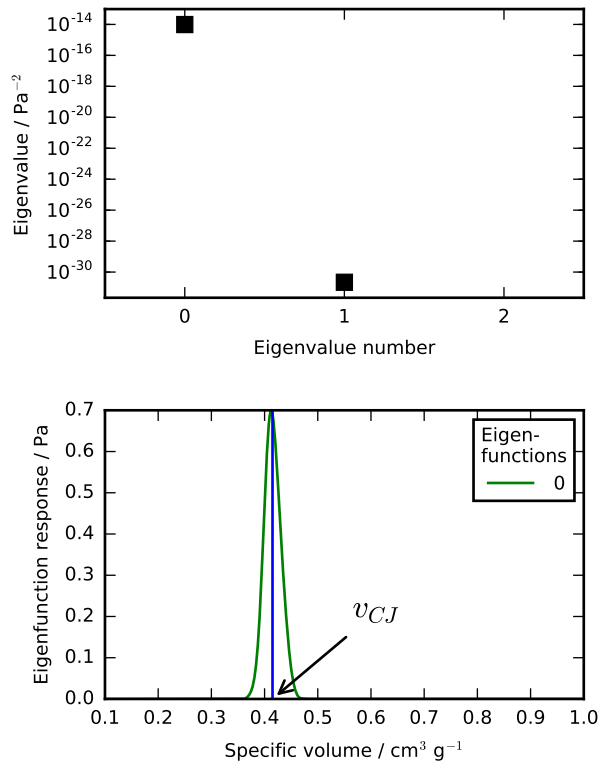 10⁻¹⁴
10⁻¹⁶
10⁻¹⁸
10⁻²⁰
10⁻²²
10⁻²⁴
10⁻²⁶
10⁻²⁸
10⁻³⁰
Eigenvalue / Pa⁻²
0 1 2
Eigenvalue number
0.7
0.6
0.5
0.4
0.3
0.2
0.1
0.0
Eigenfunction response / Pa
Eigen-
functions
0
v_CJ
0.1 0.2 0.3 0.4 0.5 0.6 0.7 0.8 0.9 1.0
Specific volume / cm³ g⁻¹